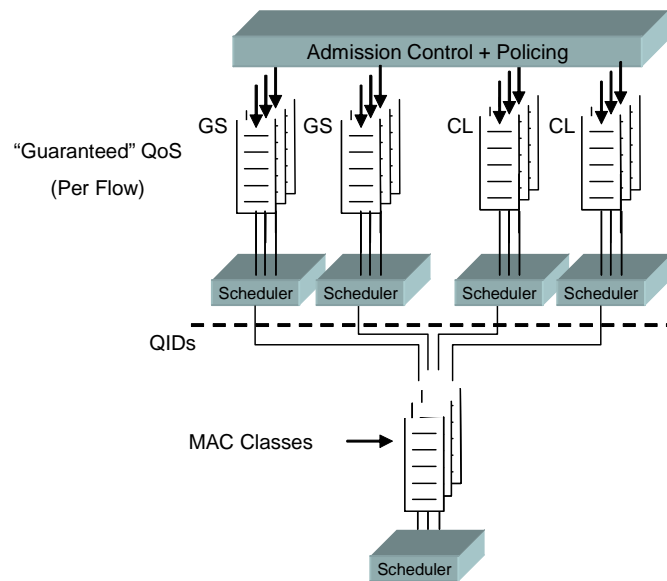 Admission Control + Policing
GS
GS
CL
CL
“Guaranteed” QoS
(Per Flow)
Scheduler
Scheduler
Scheduler
Scheduler
QIDs
MAC Classes
Scheduler